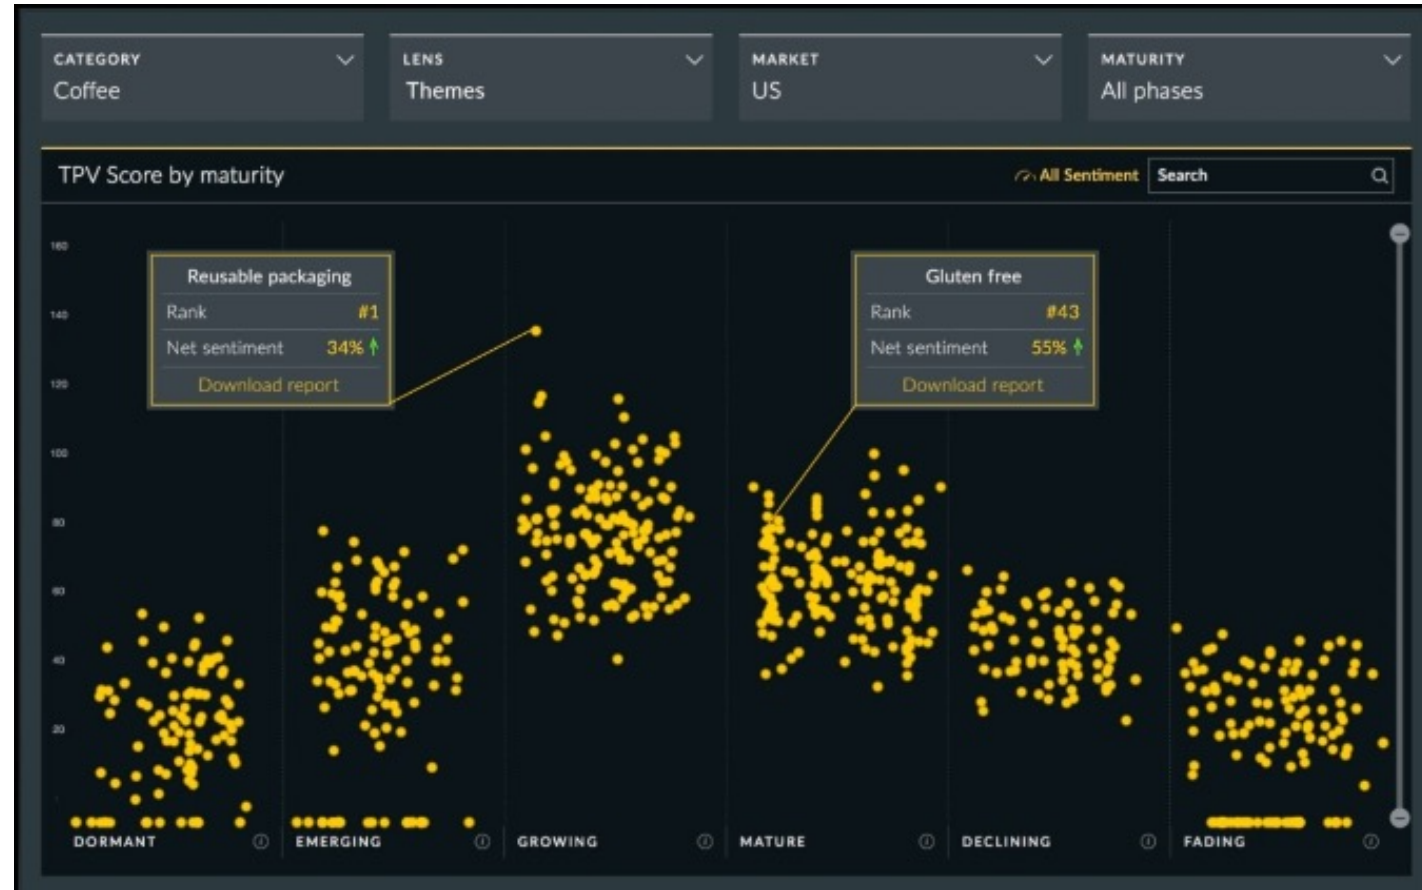 CATEGORY
Coffee
LENS
Themes
MARKET
US
MATURITY
All phases
TPV Score by maturity
All Sentiment
Search
160
140
120
100
80
60
40
20
Reusable packaging
Rank #1
Net sentiment 34%
Download report
Gluten free
Rank #43
Net sentiment 55%
Download report
DORMANT
EMERGING
GROWING
MATURE
DECLINING
FADING